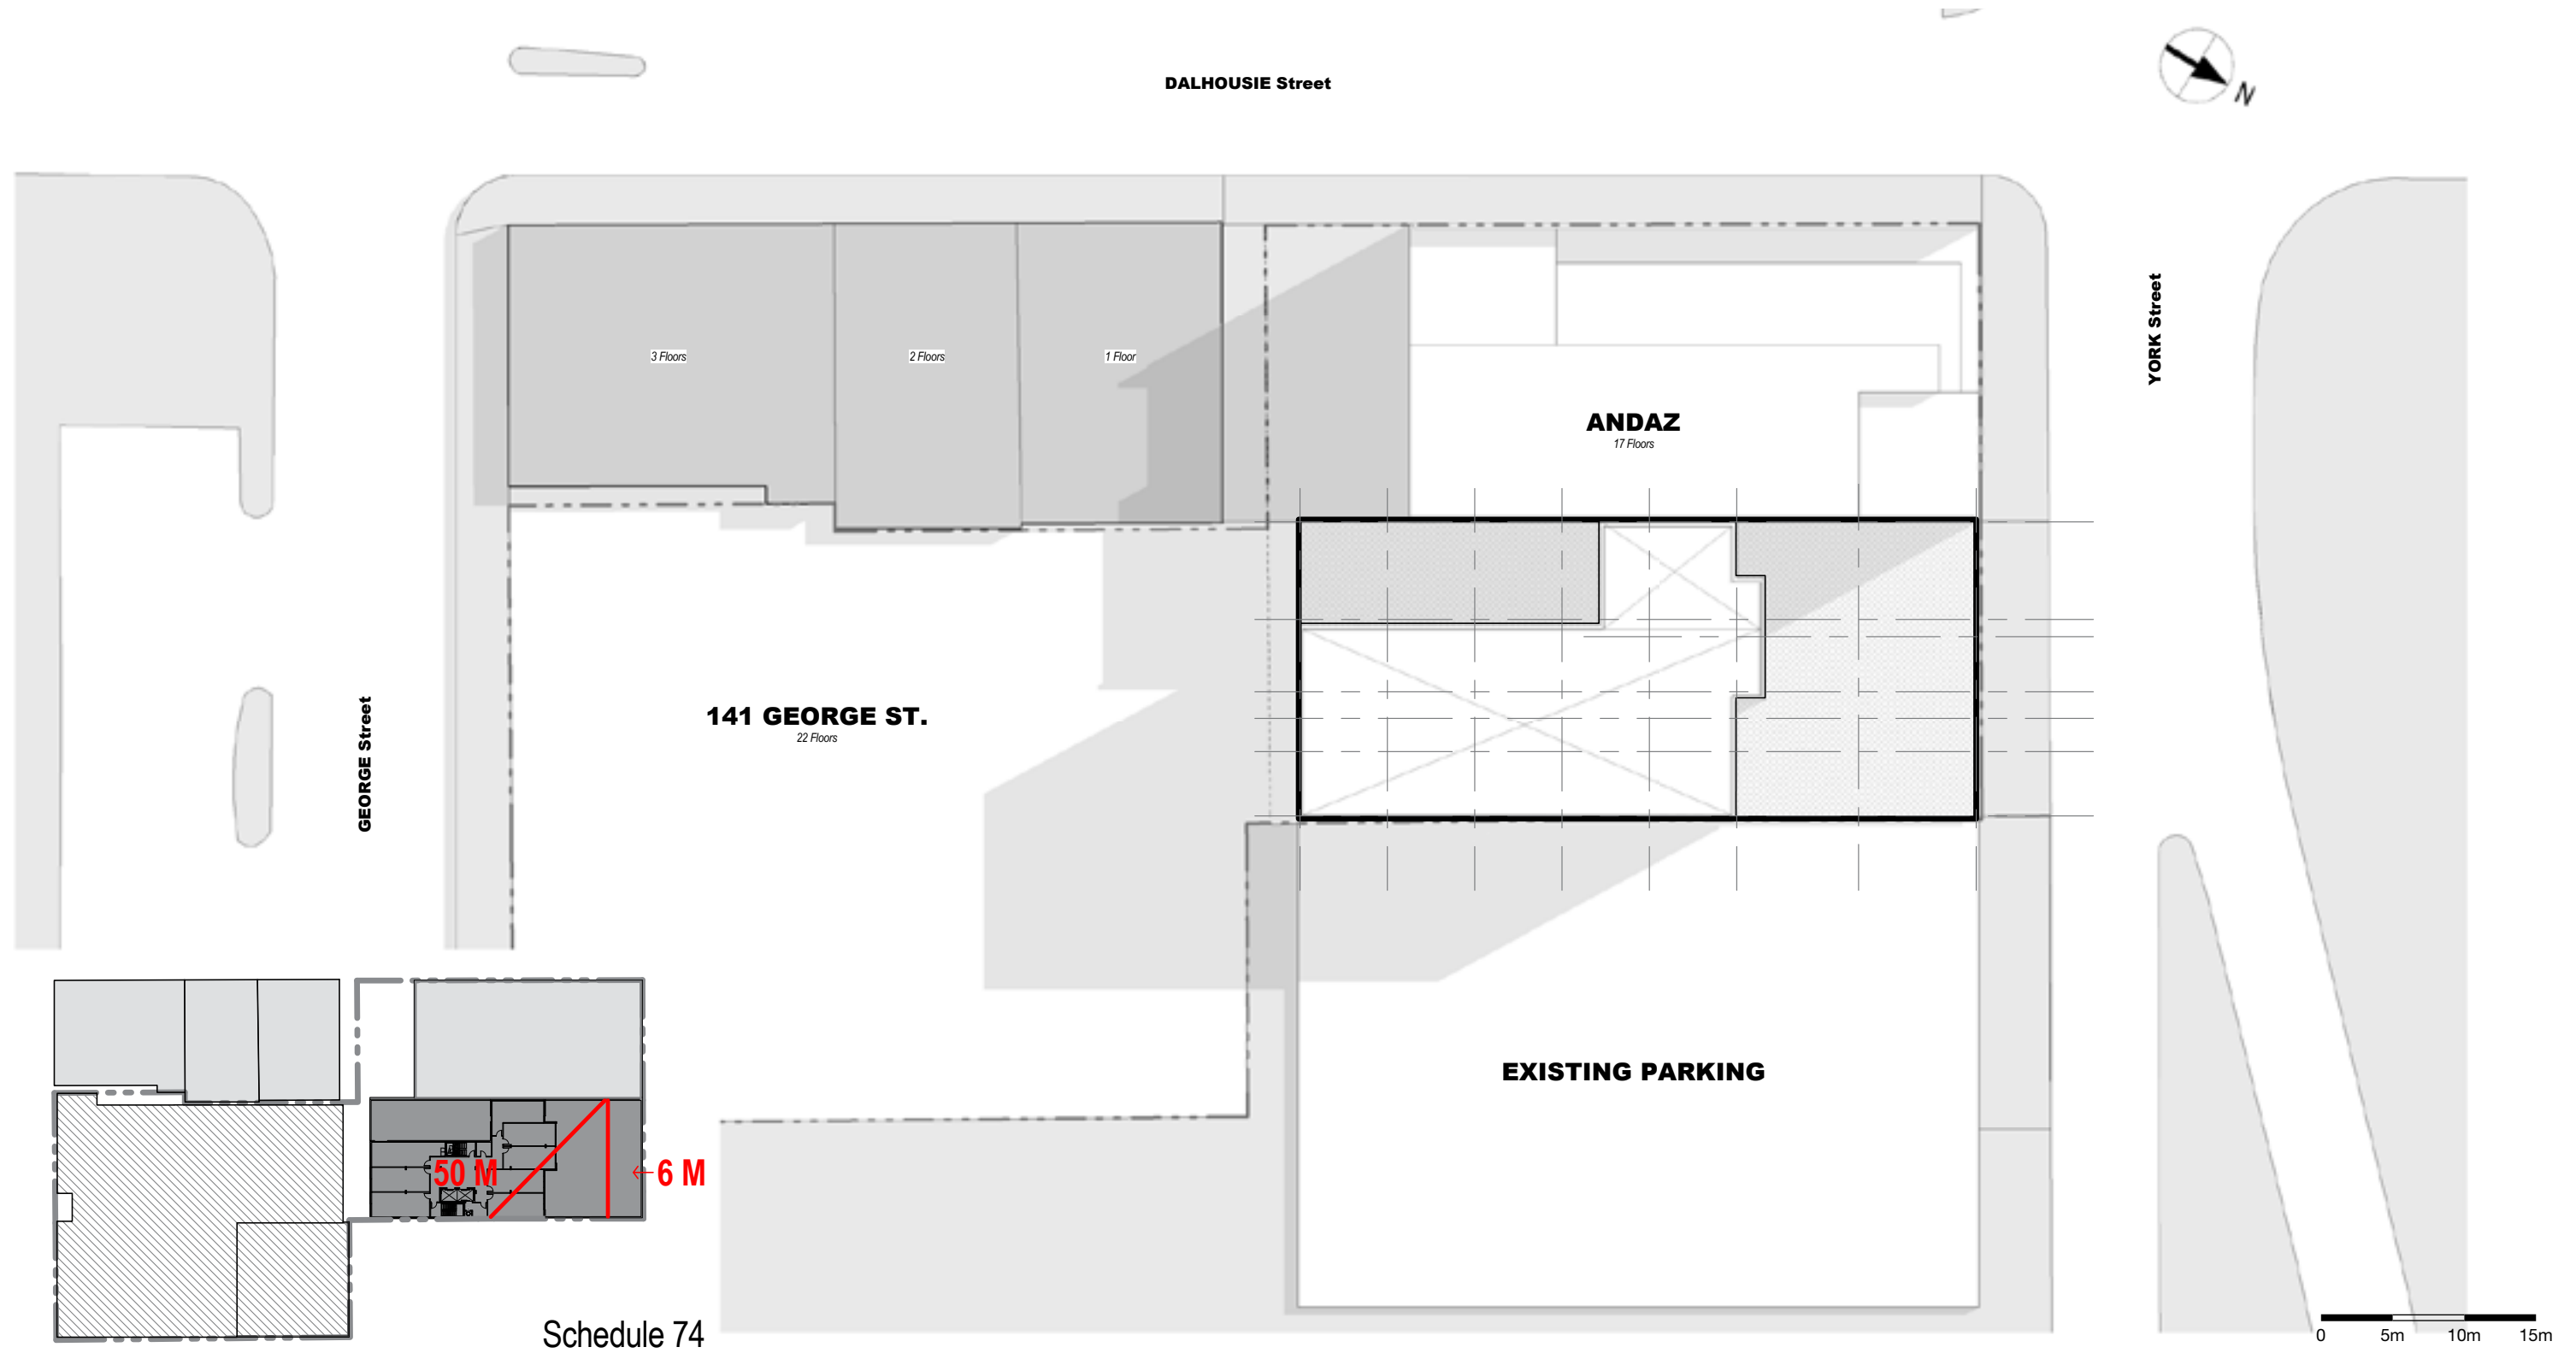 DALHOUSIE Street
N
YORK Street
3 Floors
2 Floors
1 Floor
ANDAZ
17 Floors
141 GEORGE ST.
22 Floors
GEORGE Street
EXISTING PARKING
50 M
6 M
Schedule 74
0 5m 10m 15m